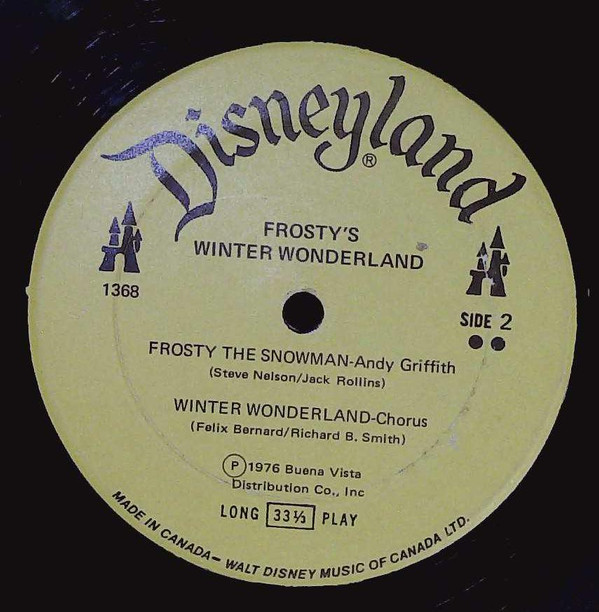 Disneyland®
FROSTY'S
WINTER WONDERLAND
1368
SIDE 2
FROSTY THE SNOWMAN-Andy Griffith
(Steve Nelson/Jack Rollins)
WINTER WONDERLAND-Chorus
(Felix Bernard/Richard B. Smith)
Ⓟ1976 Buena Vista
Distribution Co., Inc
LONG 33⅓ PLAY
MADE IN CANADA— WALT DISNEY MUSIC OF CANADA LTD.